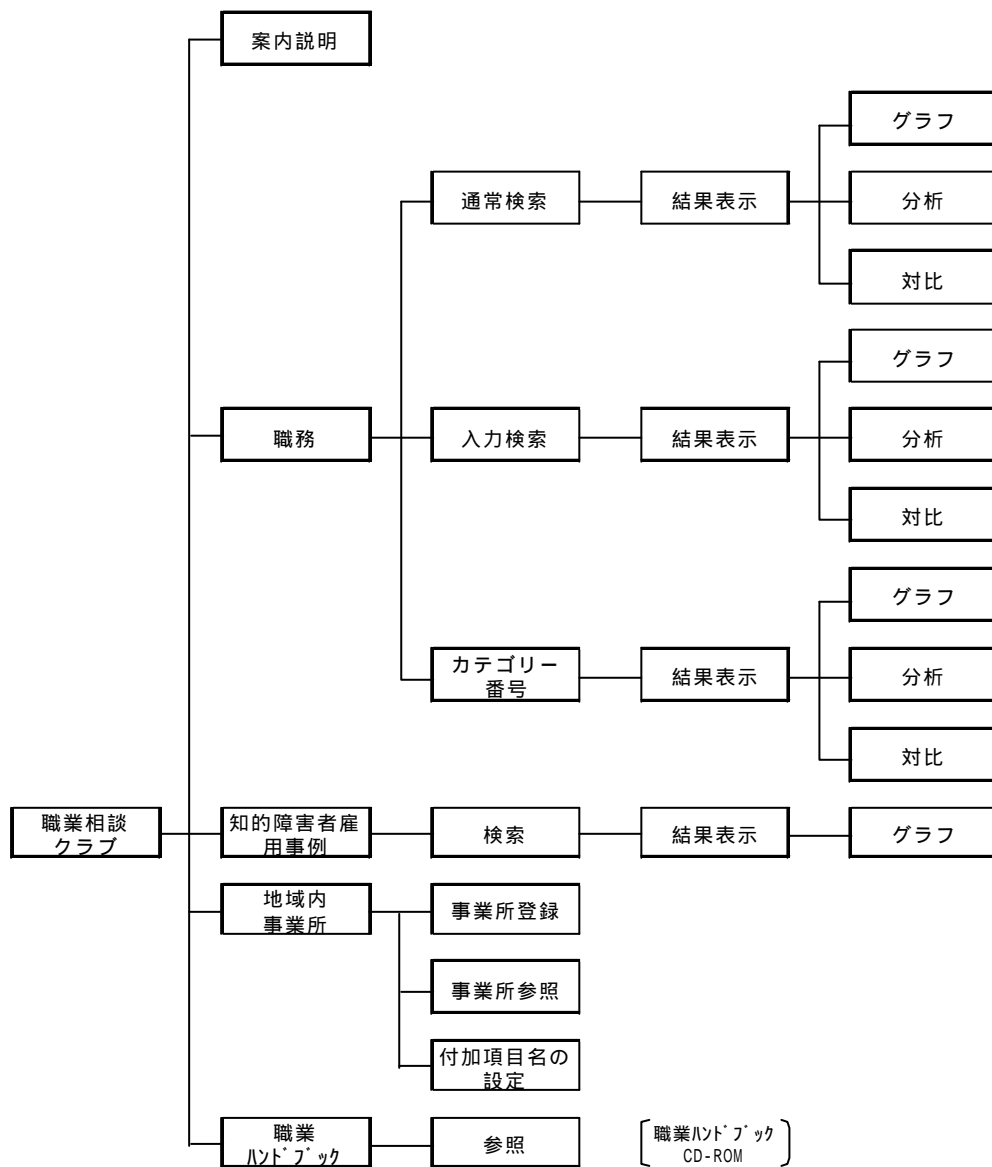 案内説明
グラフ
通常検索
結果表示
分析
対比
グラフ
職務
入力検索
結果表示
分析
対比
グラフ
カテゴリー
番号
結果表示
分析
対比
職業相談
クラブ
知的障害者雇
用事例
検索
結果表示
グラフ
地域内
事業所
事業所登録
事業所参照
付加項目名の
設定
職業
ﾊﾝﾄﾞﾌﾞｯｸ
参照
職業ﾊﾝﾄﾞﾌﾞｯｸ
CD-ROM